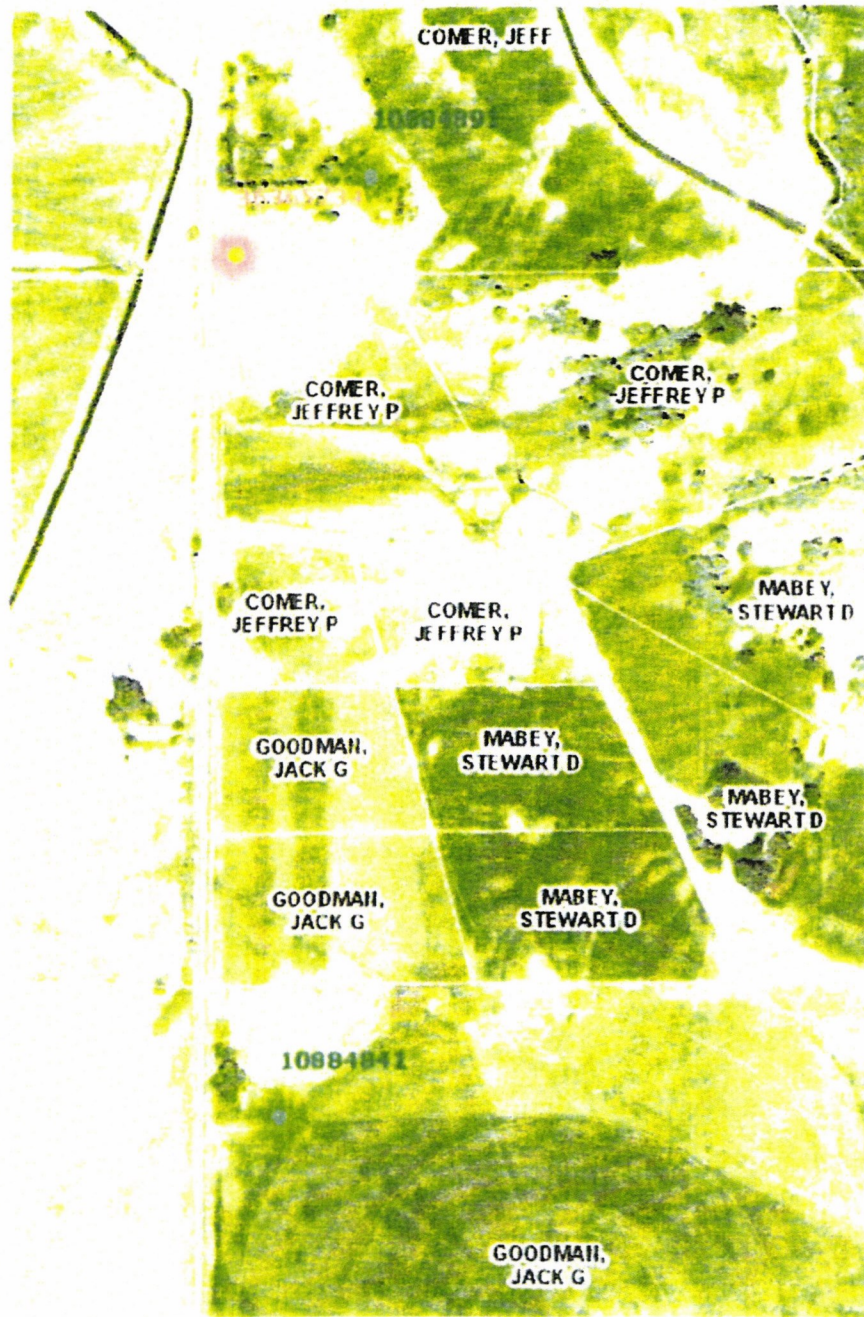 COMER, JEFF
10884891
COMER,
JEFFREY P
COMER,
JEFFREY P
COMER,
JEFFREY P
COMER,
JEFFREY P
MABEY,
STEWART D
GOODMAN,
JACK G
MABEY,
STEWART D
MABEY,
STEWART D
GOODMAN,
JACK G
MABEY,
STEWART D
10884841
GOODMAN,
JACK G